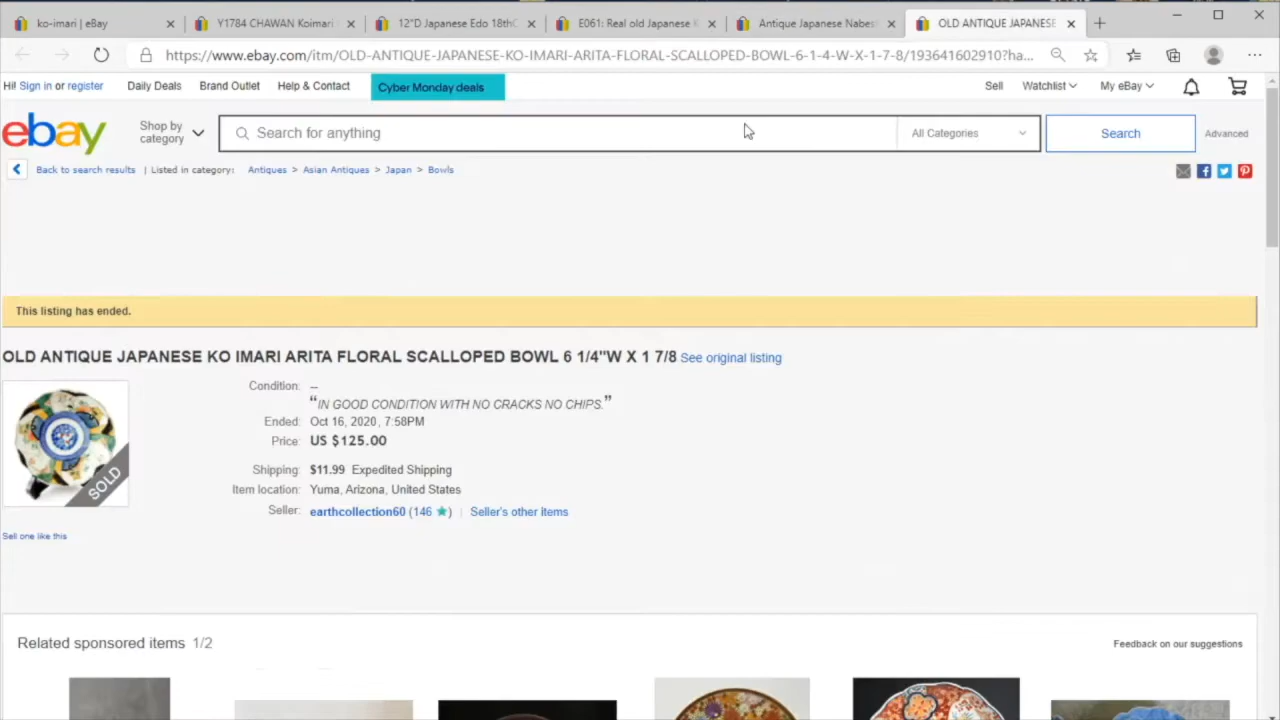 ko-imari | eBay
Y1784 CHAWAN Koimari
12"D Japanese Edo 18th
E061: Real old Japanese
Antique Japanese Nabes
OLD ANTIQUE JAPANESE
https://www.ebay.com/itm/OLD-ANTIQUE-JAPANESE-KO-IMARI-ARITA-FLORAL-SCALLOPED-BOWL-6-1-4-W-X-1-7-8/193641602910?ha...
Hi! Sign in or register
Daily Deals
Brand Outlet
Help & Contact
Cyber Monday deals
Sell
Watchlist
My eBay
ebay
Shop by
category
Search for anything
All Categories
Search
Advanced
Back to search results | Listed in category: Antiques > Asian Antiques > Japan > Bowls
This listing has ended.
OLD ANTIQUE JAPANESE KO IMARI ARITA FLORAL SCALLOPED BOWL 6 1/4"W X 1 7/8 See original listing
SOLD
Condition: --
“IN GOOD CONDITION WITH NO CRACKS NO CHIPS.”
Ended: Oct 16, 2020 , 7:58PM
Price: US $125.00
Shipping: $11.99 Expedited Shipping
Item location: Yuma, Arizona, United States
Seller: earthcollection60 (146 ★) | Seller's other items
Sell one like this
Related sponsored items 1/2
Feedback on our suggestions